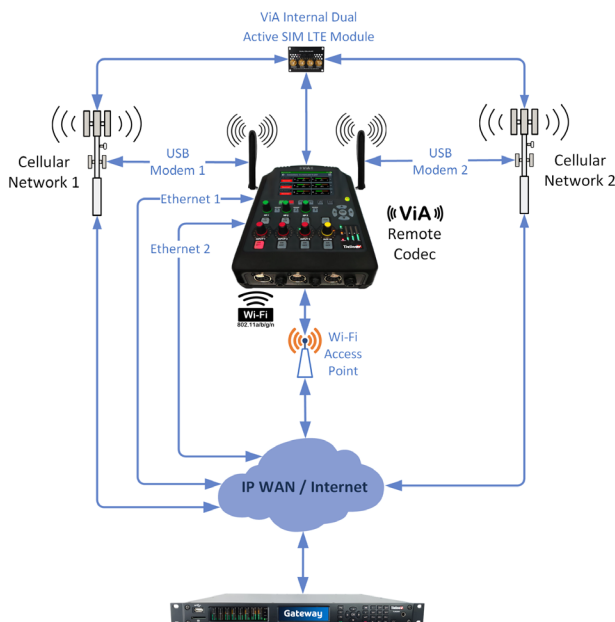 ViA Internal Dual
Active SIM LTE Module
USB
Modem 1
USB
Modem 2
Cellular
Network 1
Cellular
Network 2
Ethernet 1
Ethernet 2
ViA
Remote
Codec
Tieline
Wi-Fi
802.11a/b/g/n
Wi-Fi
Access
Point
IP WAN / Internet
Gateway